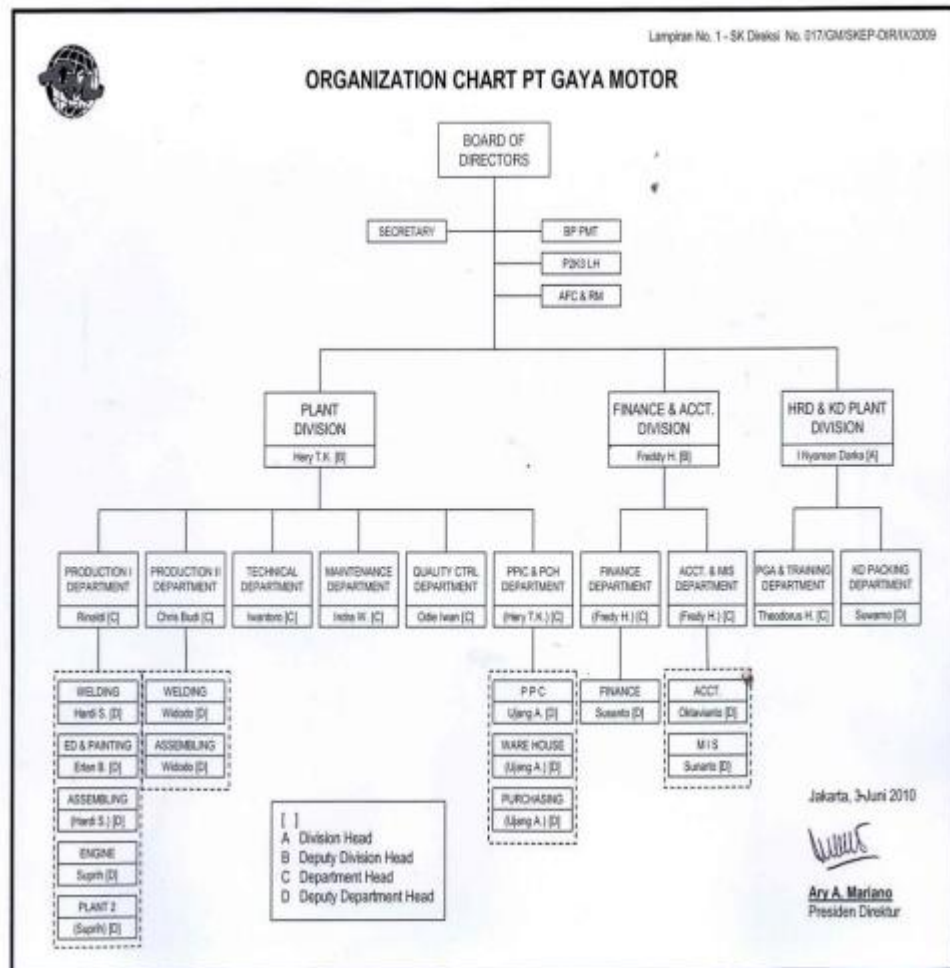 Lampiran No. 1 - SK Direksi No. 017/GM/SKEP-DIR/IX/2009
ORGANIZATION CHART PT GAYA MOTOR
BOARD OF
DIRECTORS
SECRETARY
BP PMT
P2K3 LH
AFC & RM
PLANT
DIVISION
Hery T.K. [B]
FINANCE & ACCT.
DIVISION
Freddy H. [B]
HRD & KD PLANT
DIVISION
I Nyoman Darka [A]
PRODUCTION I
DEPARTMENT
Rinaldi [C]
PRODUCTION II
DEPARTMENT
Chris Budi [C]
TECHNICAL
DEPARTMENT
Iwantoro [C]
MAINTENANCE
DEPARTMENT
Indra W. [C]
QUALITY CTRL
DEPARTMENT
Odie Iwan [C]
PPIC & PCH
DEPARTMENT
(Hery T.K.) [C]
FINANCE
DEPARTMENT
(Fredy H.) [C]
ACCT. & MIS
DEPARTMENT
(Fredy H.) [C]
PGA & TRAINING
DEPARTMENT
Theodorus H. [C]
KD PACKING
DEPARTMENT
Suwarno [D]
WELDING
Hardi S. [D]
ED & PAINTING
Erlan B. [D]
ASSEMBLING
(Hardi S.) [D]
ENGINE
Suprih [D]
PLANT 2
(Suprih) [D]
WELDING
Widodo [D]
ASSEMBLING
Widodo [D]
P P C
Ujang A. [D]
WARE HOUSE
(Ujang A.) [D]
PURCHASING
(Ujang A.) [D]
FINANCE
Susanto [D]
ACCT.
Oktavianto [D]
M I S
Sunarto [D]
[ ]
A Division Head
B Deputy Division Head
C Department Head
D Deputy Department Head
Jakarta, 3 Juni 2010
Ary A. Mariano
Presiden Direktur